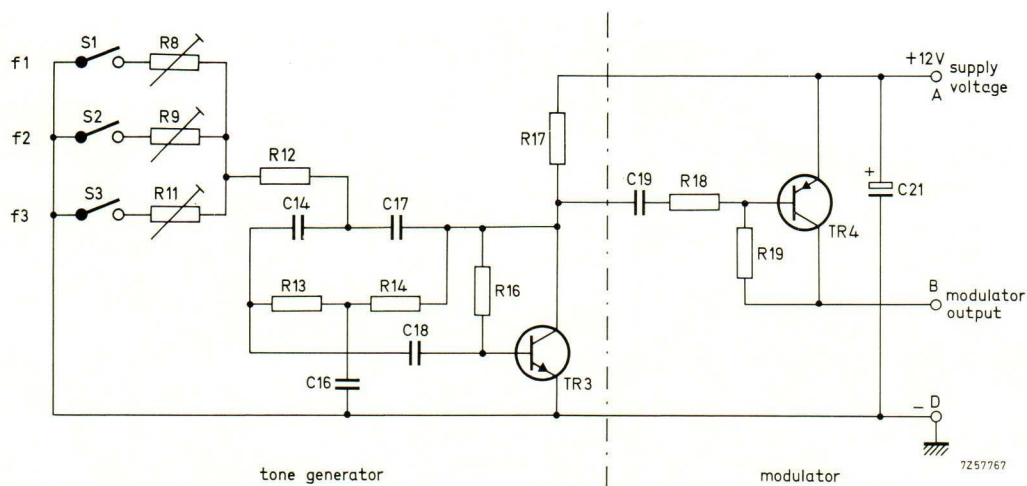 f1
S1
R8
f2
S2
R9
f3
S3
R11
R12
C14
C17
R13
R14
R16
C18
C16
TR3
R17
C19
R18
R19
TR4
+12V
A
supply
voltage
+
C21
B
modulator
output
– D
7Z57767
tone generator
modulator